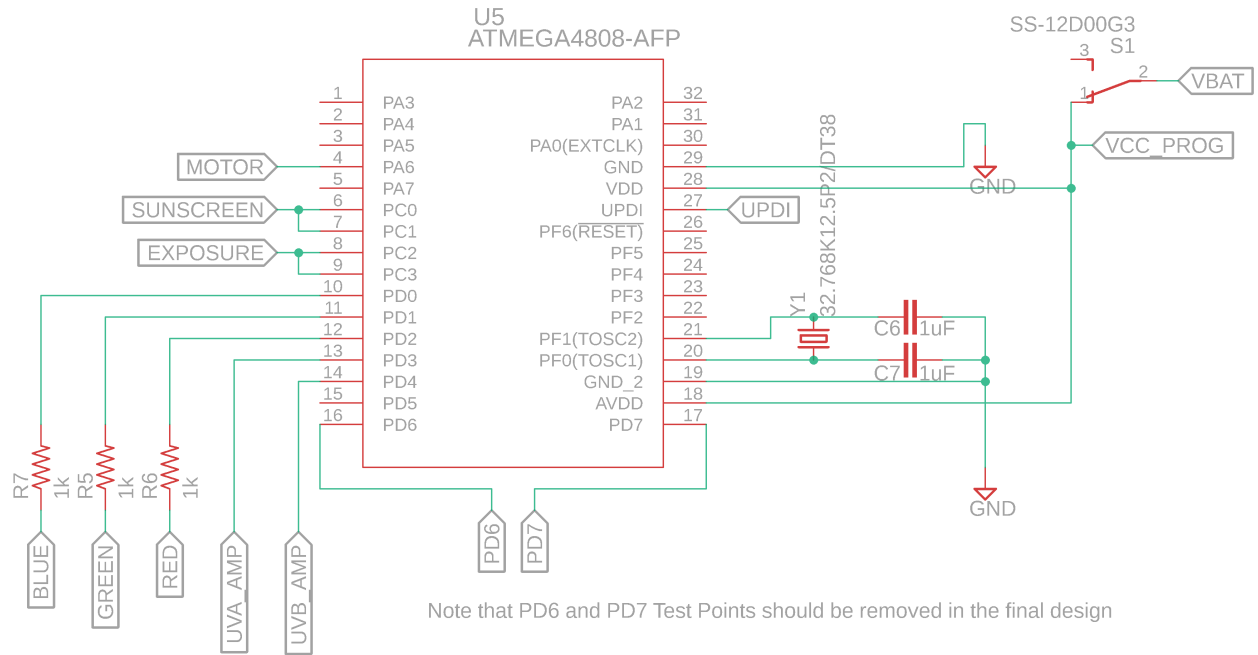 U5
ATMEGA4808-AFP
SS-12D00G3
S1
3
2
1
VBAT
VCC_PROG
1 PA3 PA2 32
2 PA4 PA1 31
3 PA5 PA0(EXTCLK) 30
MOTOR 4 PA6 GND 29
GND
5 PA7 VDD 28
SUNSCREEN 6 PC0 UPDI 27 UPDI
7 PC1 PF6(RESET) 26
EXPOSURE 8 PC2 PF5 25
9 PC3 PF4 24
10 PD0 PF3 23
11 PD1 PF2 22
12 PD2 PF1(TOSC2) 21
13 PD3 PF0(TOSC1) 20
14 PD4 GND_2 19
15 PD5 AVDD 18
16 PD6 PD7 17
Y1
32.768K12.5P2/DT38
C6 1uF
C7 1uF
GND
R7 1k
R5 1k
R6 1k
BLUE
GREEN
RED
UVA_AMP
UVB_AMP
PD6
PD7
Note that PD6 and PD7 Test Points should be removed in the final design